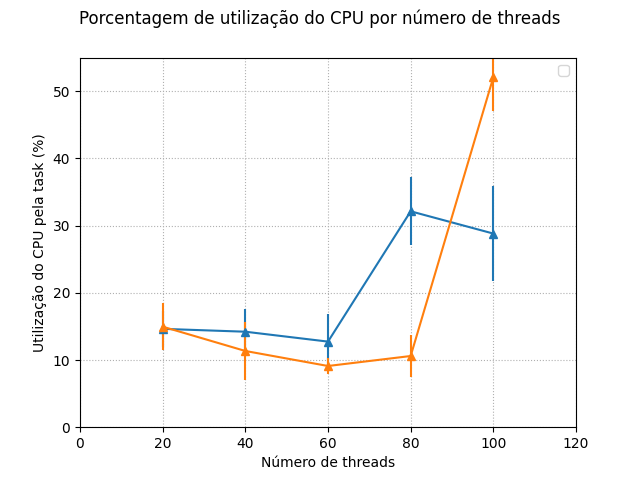 Porcentagem de utilização do CPU por número de threads
Utilização do CPU pela task (%)
50
40
30
20
10
0
0 20 40 60 80 100 120
Número de threads